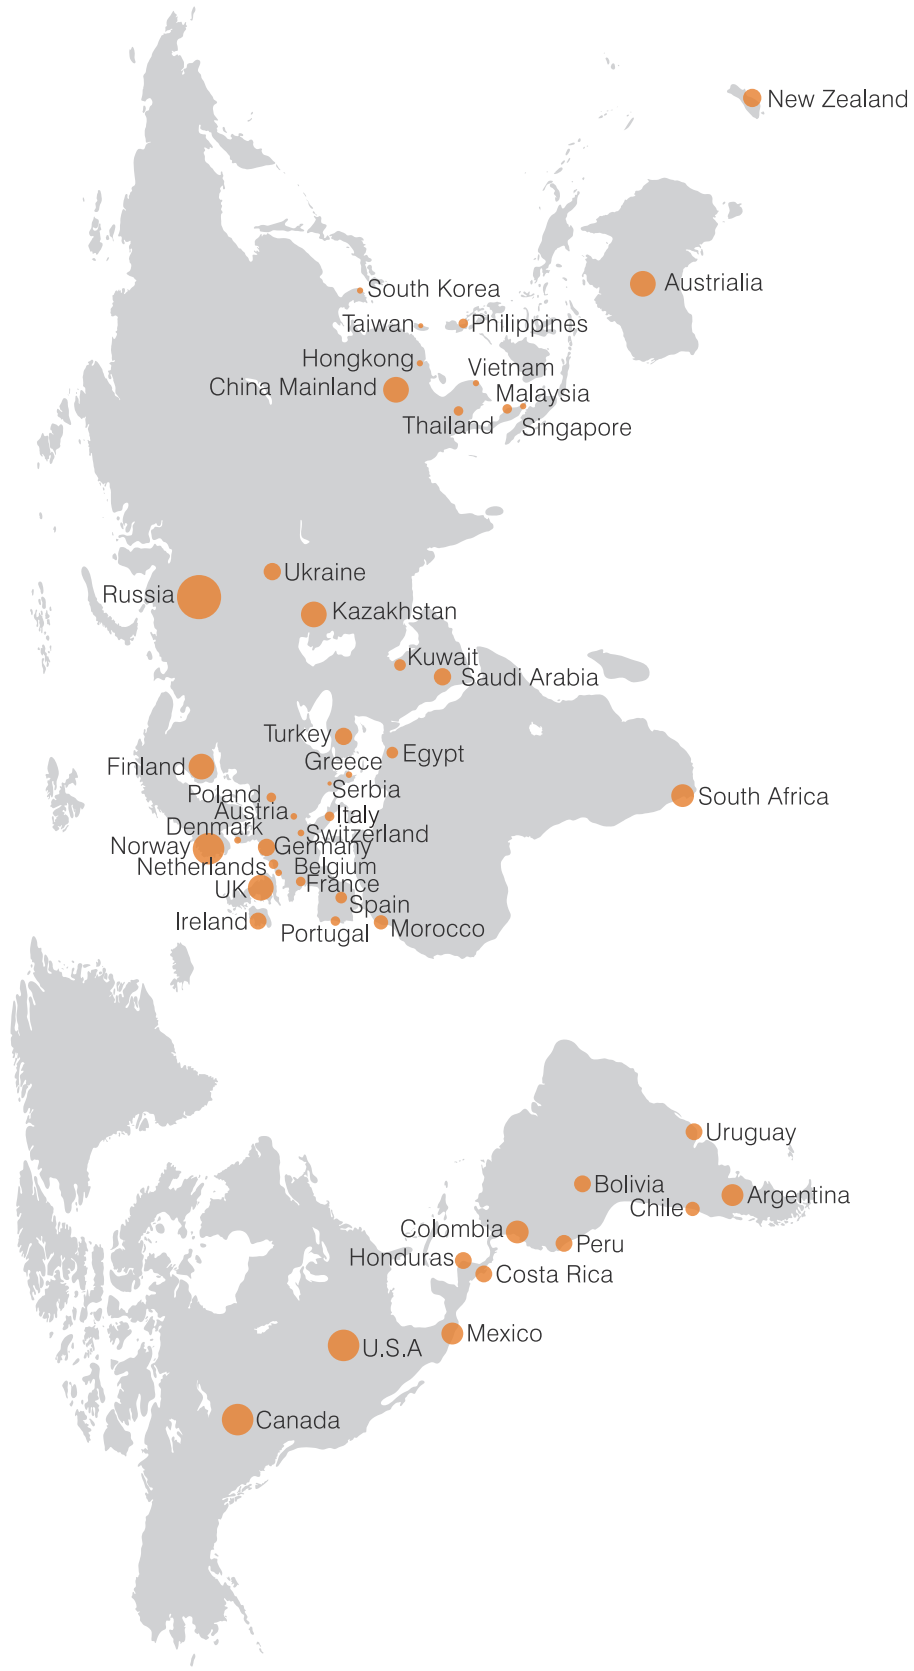 New Zealand
Austrialia
South Korea
Taiwan
Philippines
Hongkong
Vietnam
China Mainland
Malaysia
Thailand
Singapore
Ukraine
Russia
Kazakhstan
Kuwait
Saudi Arabia
Turkey
Egypt
Greece
Finland
Serbia
Poland
South Africa
Austria
Italy
Denmark
Switzerland
Norway
Germany
Netherlands
Belgium
UK
France
Spain
Ireland
Portugal
Morocco
Uruguay
Bolivia
Argentina
Chile
Colombia
Peru
Honduras
Costa Rica
Mexico
U.S.A
Canada